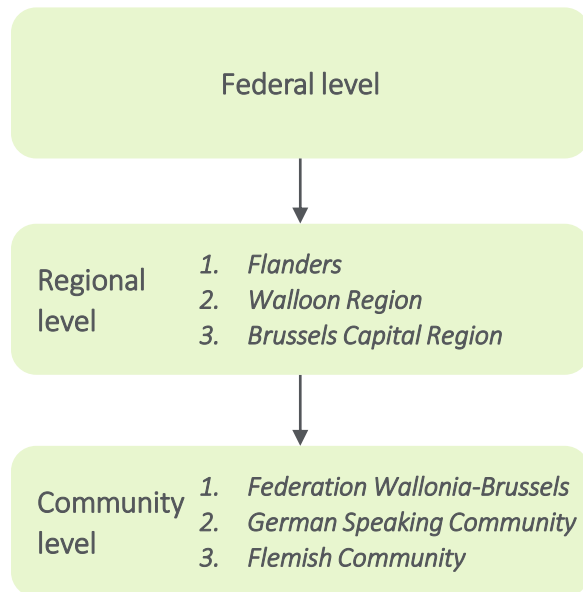 Federal level
Regional
level
1. Flanders
2. Walloon Region
3. Brussels Capital Region
Community
level
1. Federation Wallonia-Brussels
2. German Speaking Community
3. Flemish Community